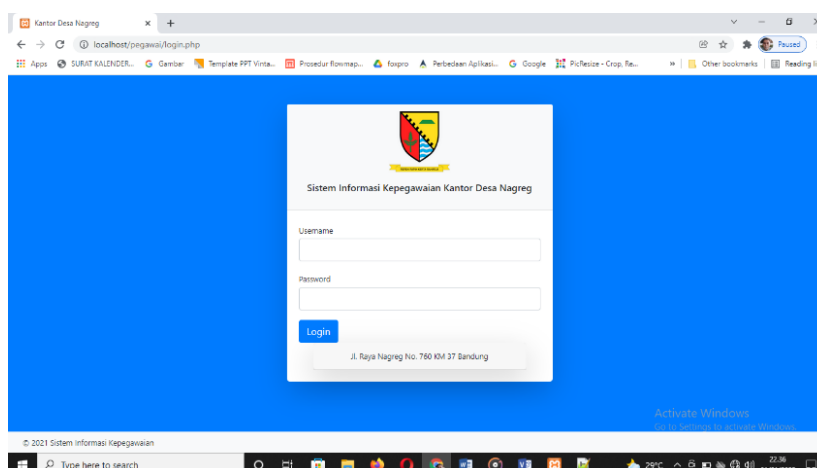 Kantor Desa Nagreg
localhost/pegawai/login.php
Paused
Apps SURAT KALENDER... Gambar Template PPT Vinta... Prosedur flowmap... foxpro Perbedaan Aplikasi... Google PicResize - Crop, Re... » Other bookmarks Reading li
Sistem Informasi Kepegawaian Kantor Desa Nagreg
Username
Password
Login
Jl. Raya Nagreg No. 760 KM 37 Bandung
Activate Windows
Go to Settings to activate Windows.
© 2021 Sistem Informasi Kepegawaian
Type here to search
29°C
22.36